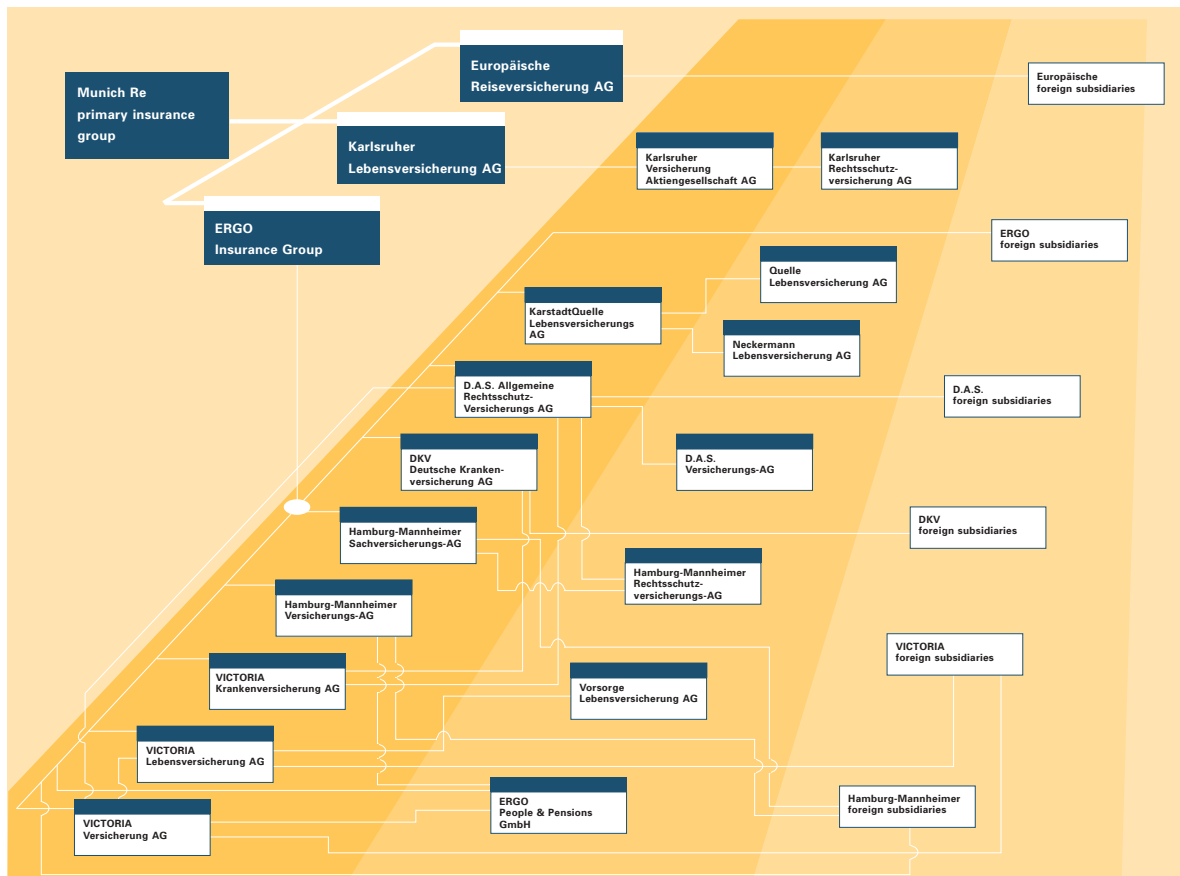 Europäische
Reiseversicherung AG
Munich Re
primary insurance
group
Europäische
foreign subsidiaries
Karlsruher
Lebensversicherung AG
Karlsruher
Versicherung
Aktiengesellschaft AG
Karlsruher
Rechtsschutz-
versicherung AG
ERGO
Insurance Group
ERGO
foreign subsidiaries
Quelle
Lebensversicherung AG
KarstadtQuelle
Lebensversicherungs
AG
Neckermann
Lebensversicherung AG
D.A.S. Allgemeine
Rechtsschutz-
Versicherungs AG
D.A.S.
foreign subsidiaries
DKV
Deutsche Kranken-
versicherung AG
D.A.S.
Versicherungs-AG
DKV
foreign subsidiaries
Hamburg-Mannheimer
Sachversicherungs-AG
Hamburg-Mannheimer
Rechtsschutz-
versicherungs-AG
Hamburg-Mannheimer
Versicherungs-AG
VICTORIA
foreign subsidiaries
VICTORIA
Krankenversicherung AG
Vorsorge
Lebensversicherung AG
VICTORIA
Lebensversicherung AG
ERGO
People & Pensions
GmbH
Hamburg-Mannheimer
foreign subsidiaries
VICTORIA
Versicherung AG